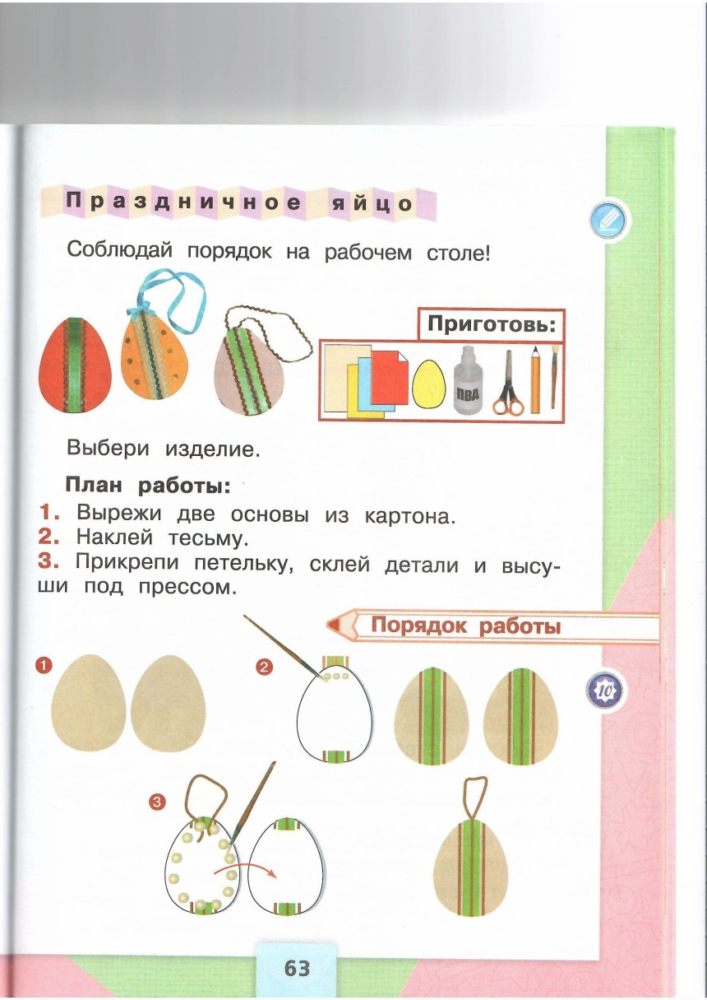 Праздничное яйцо
Соблюдай порядок на рабочем столе!
Приготовь:
ПВА
Выбери изделие.
План работы:
1. Вырежи две основы из картона.
2. Наклей тесьму.
3. Прикрепи петельку, склей детали и высу-
ши под прессом.
Порядок работы
1
2
10
3
63